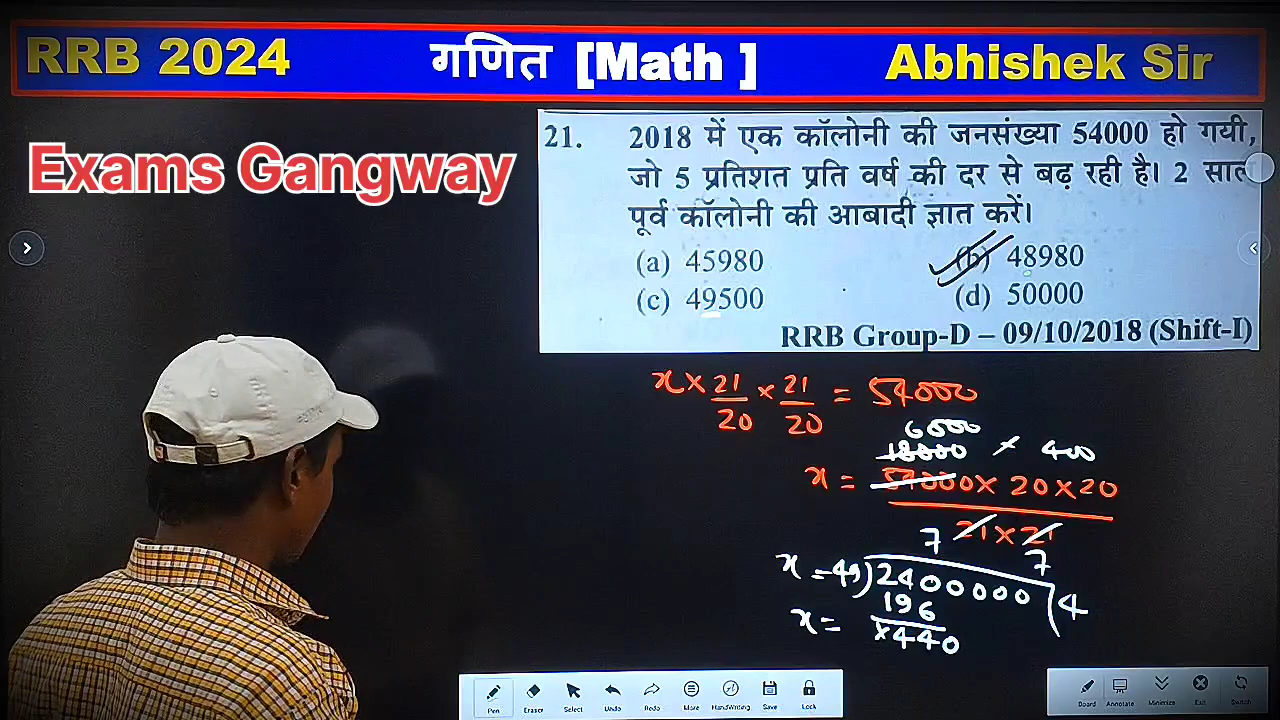 RRB 2024 गणित [Math ] Abhishek Sir
Exams Gangway
21. 2018 में एक कॉलोनी की जनसंख्या 54000 हो गयी,
जो 5 प्रतिशत प्रति वर्ष की दर से बढ़ रही है। 2 साल
पूर्व कॉलोनी की आबादी ज्ञात करें।
(a) 45980 (b) 48980
(c) 49500 (d) 50000
RRB Group-D – 09/10/2018 (Shift-I)
x × 21/20 × 21/20 = 54000
6000
18000 × 400
x = 54000 × 20 × 20
7 21 × 21
7
x = 49) 2400000 (4
196
x = ×440
Pen Eraser Select Undo Redo More HandWriting Save Lock
Board Annotate Minimize Exit Switch